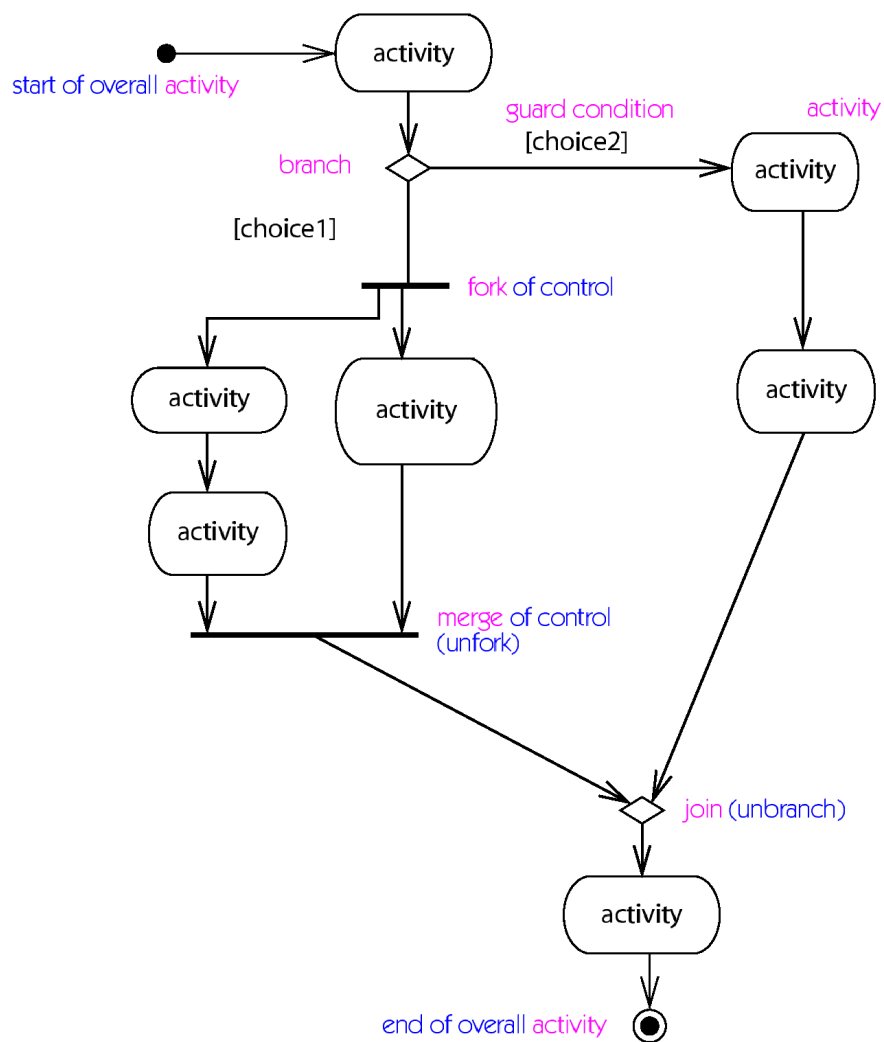 activity
start of overall activity
guard condition
activity
[choice2]
branch
activity
[choice1]
fork of control
activity
activity
activity
activity
merge of control
(unfork)
join (unbranch)
activity
end of overall activity